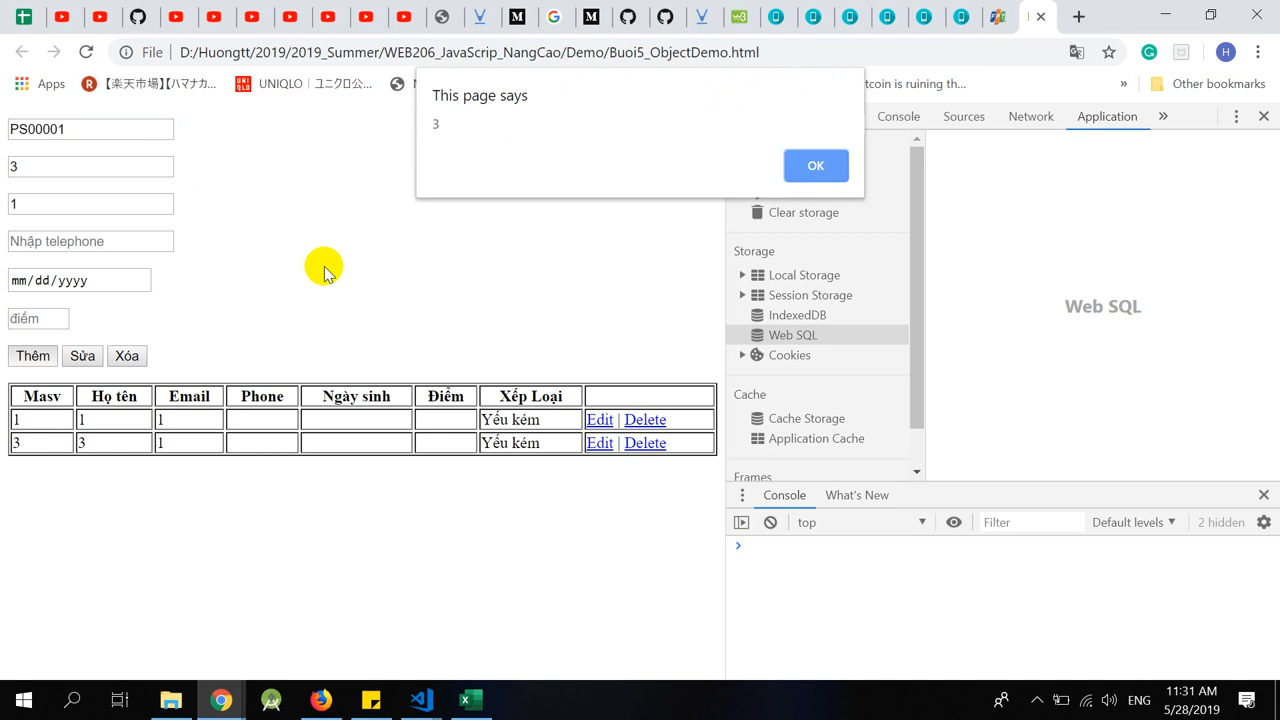 File
D:/Huongtt/2019/2019_Summer/WEB206_JavaScrip_NangCao/Demo/Buoi5_ObjectDemo.html
H
Apps
R
【楽天市場】【ハマナカ...
UNIQLO | ユニクロ公...
tcoin is ruining th...
»
Other bookmarks
This page says
3
OK
PS00001
3
1
Nhập telephone
mm/dd/yyyy
điểm
Thêm Sửa Xóa
Masv Họ tên Email Phone Ngày sinh Điểm Xếp Loại
1 1 1 Yếu kém Edit | Delete
3 3 1 Yếu kém Edit | Delete
Console Sources Network Application »
Clear storage
Storage
Local Storage
Session Storage
IndexedDB
Web SQL
Cookies
Cache
Cache Storage
Application Cache
Frames
Web SQL
Console What's New
top Filter Default levels 2 hidden
ENG
11:31 AM
5/28/2019